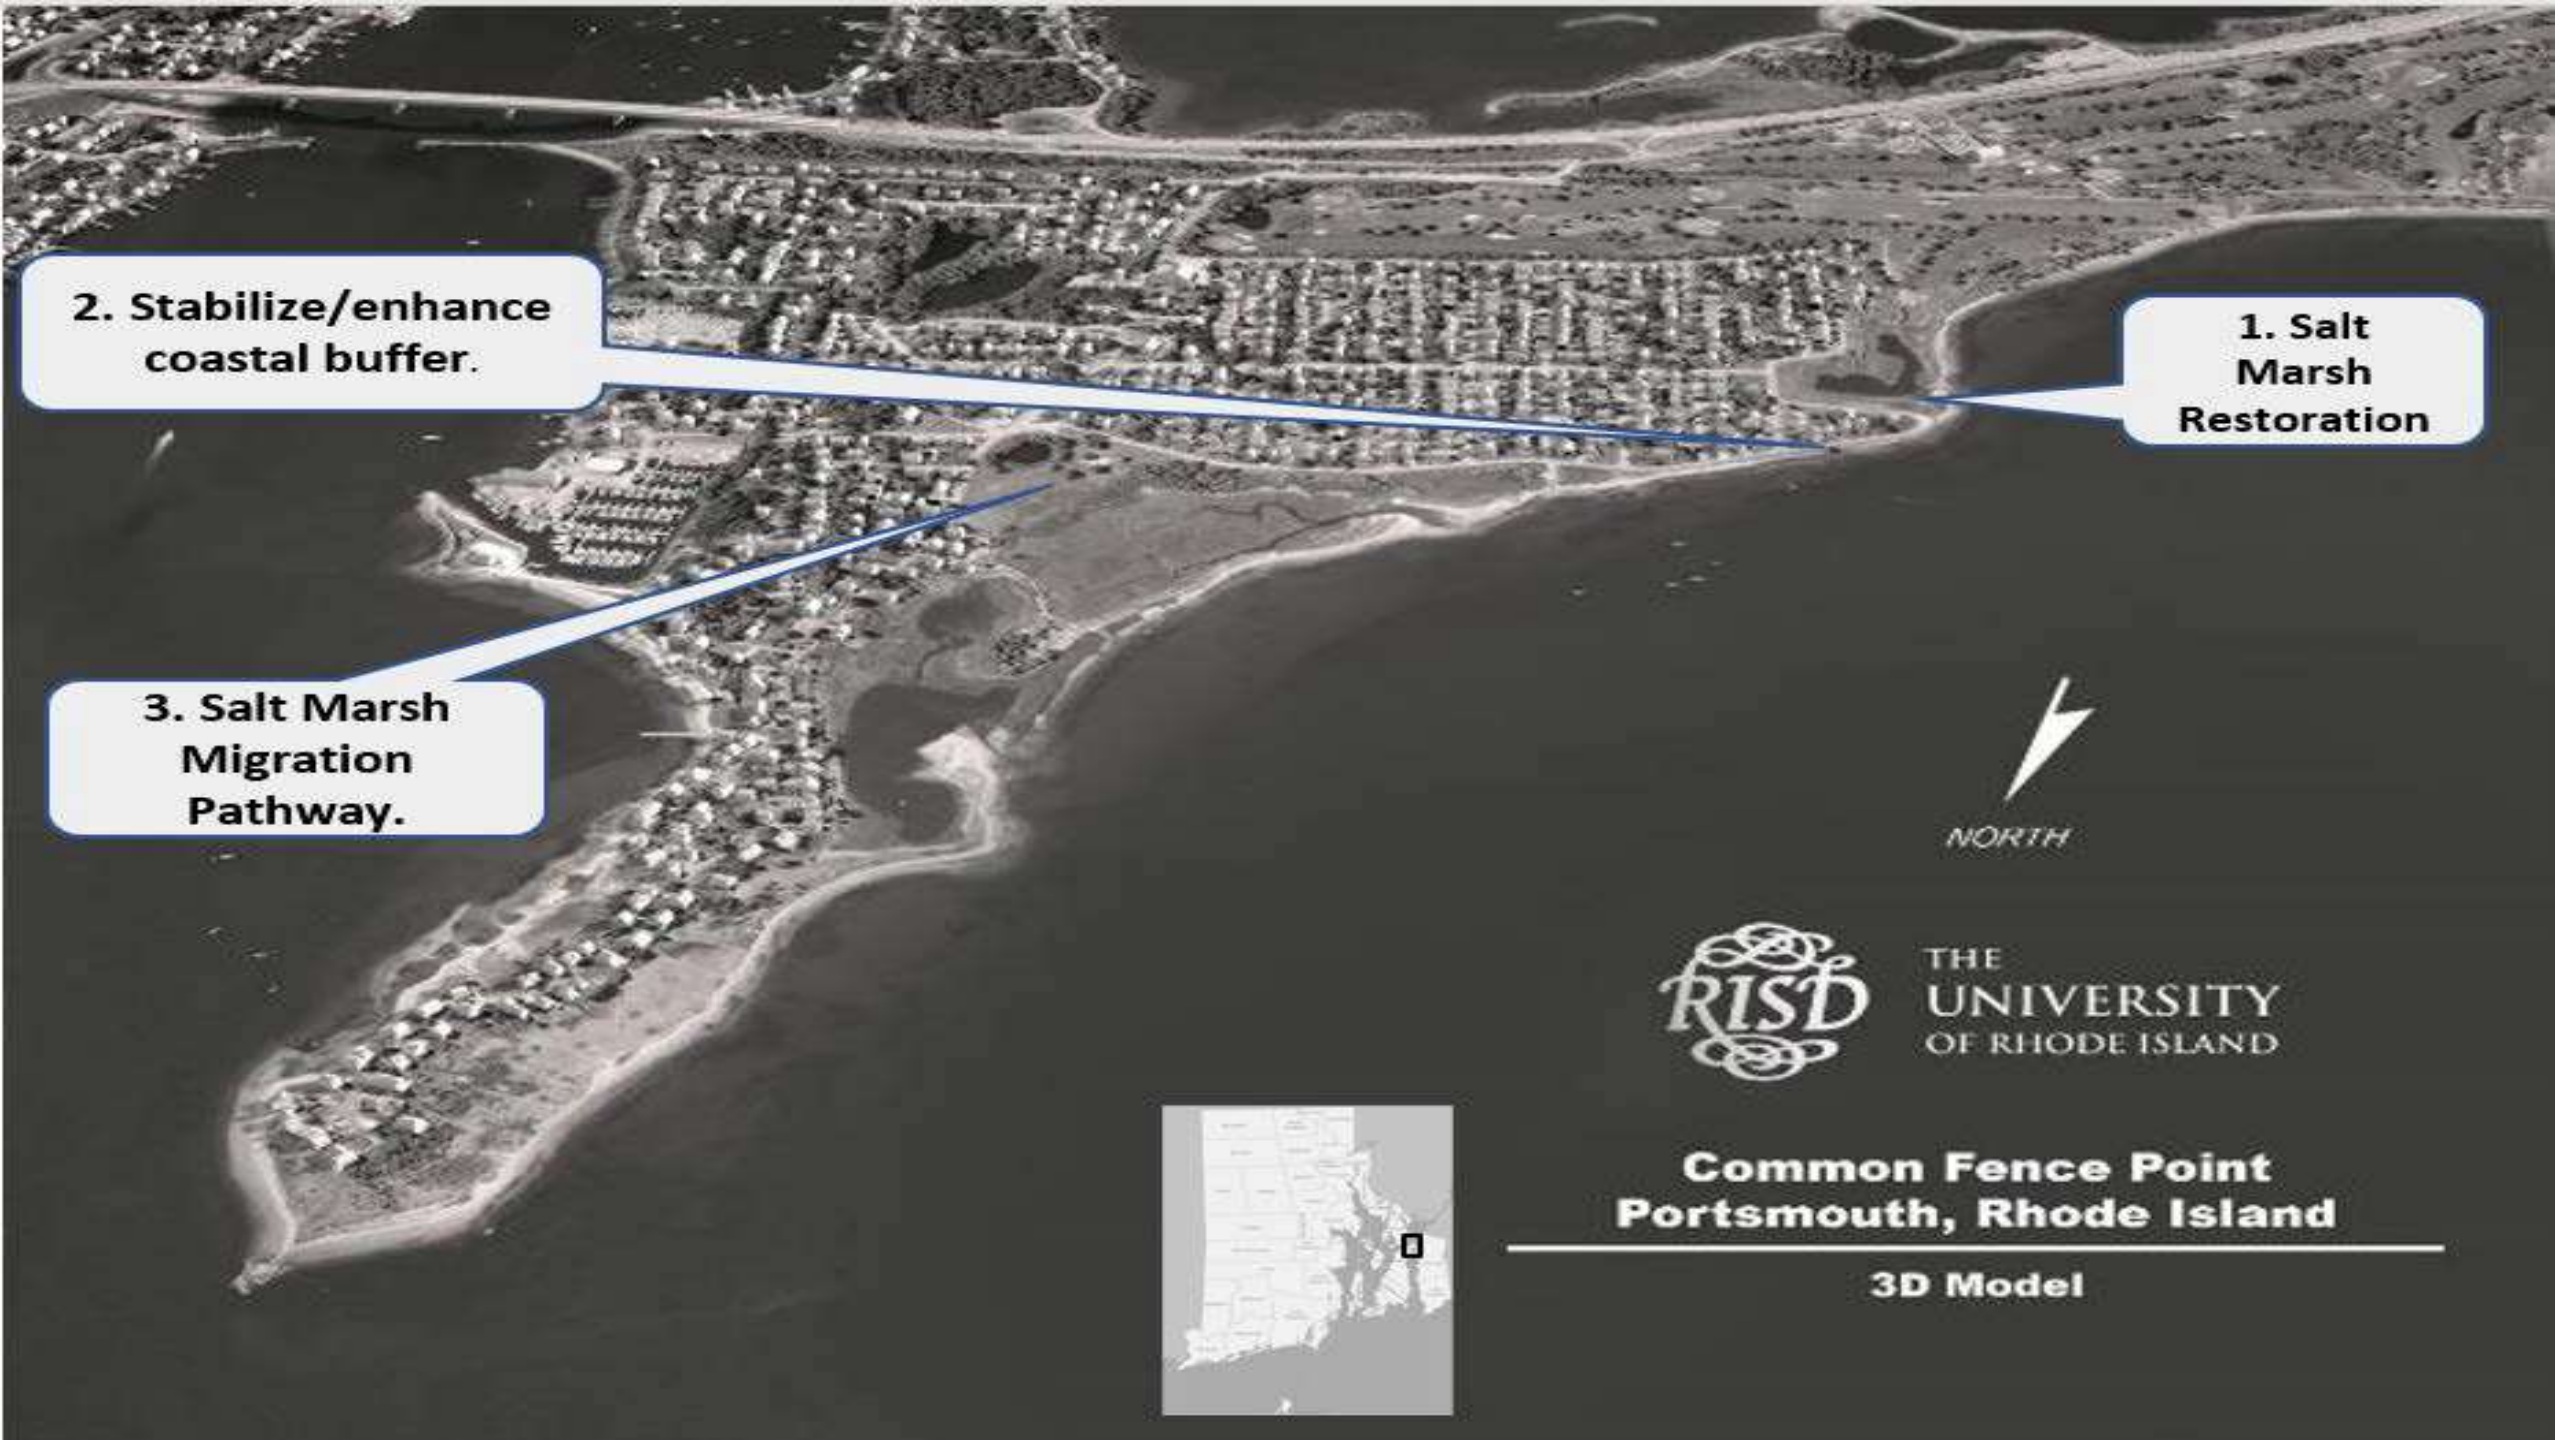 2. Stabilize/enhance
coastal buffer.
1. Salt
Marsh
Restoration
3. Salt Marsh
Migration
Pathway.
NORTH
RISD
THE
UNIVERSITY
OF RHODE ISLAND
Common Fence Point
Portsmouth, Rhode Island
3D Model